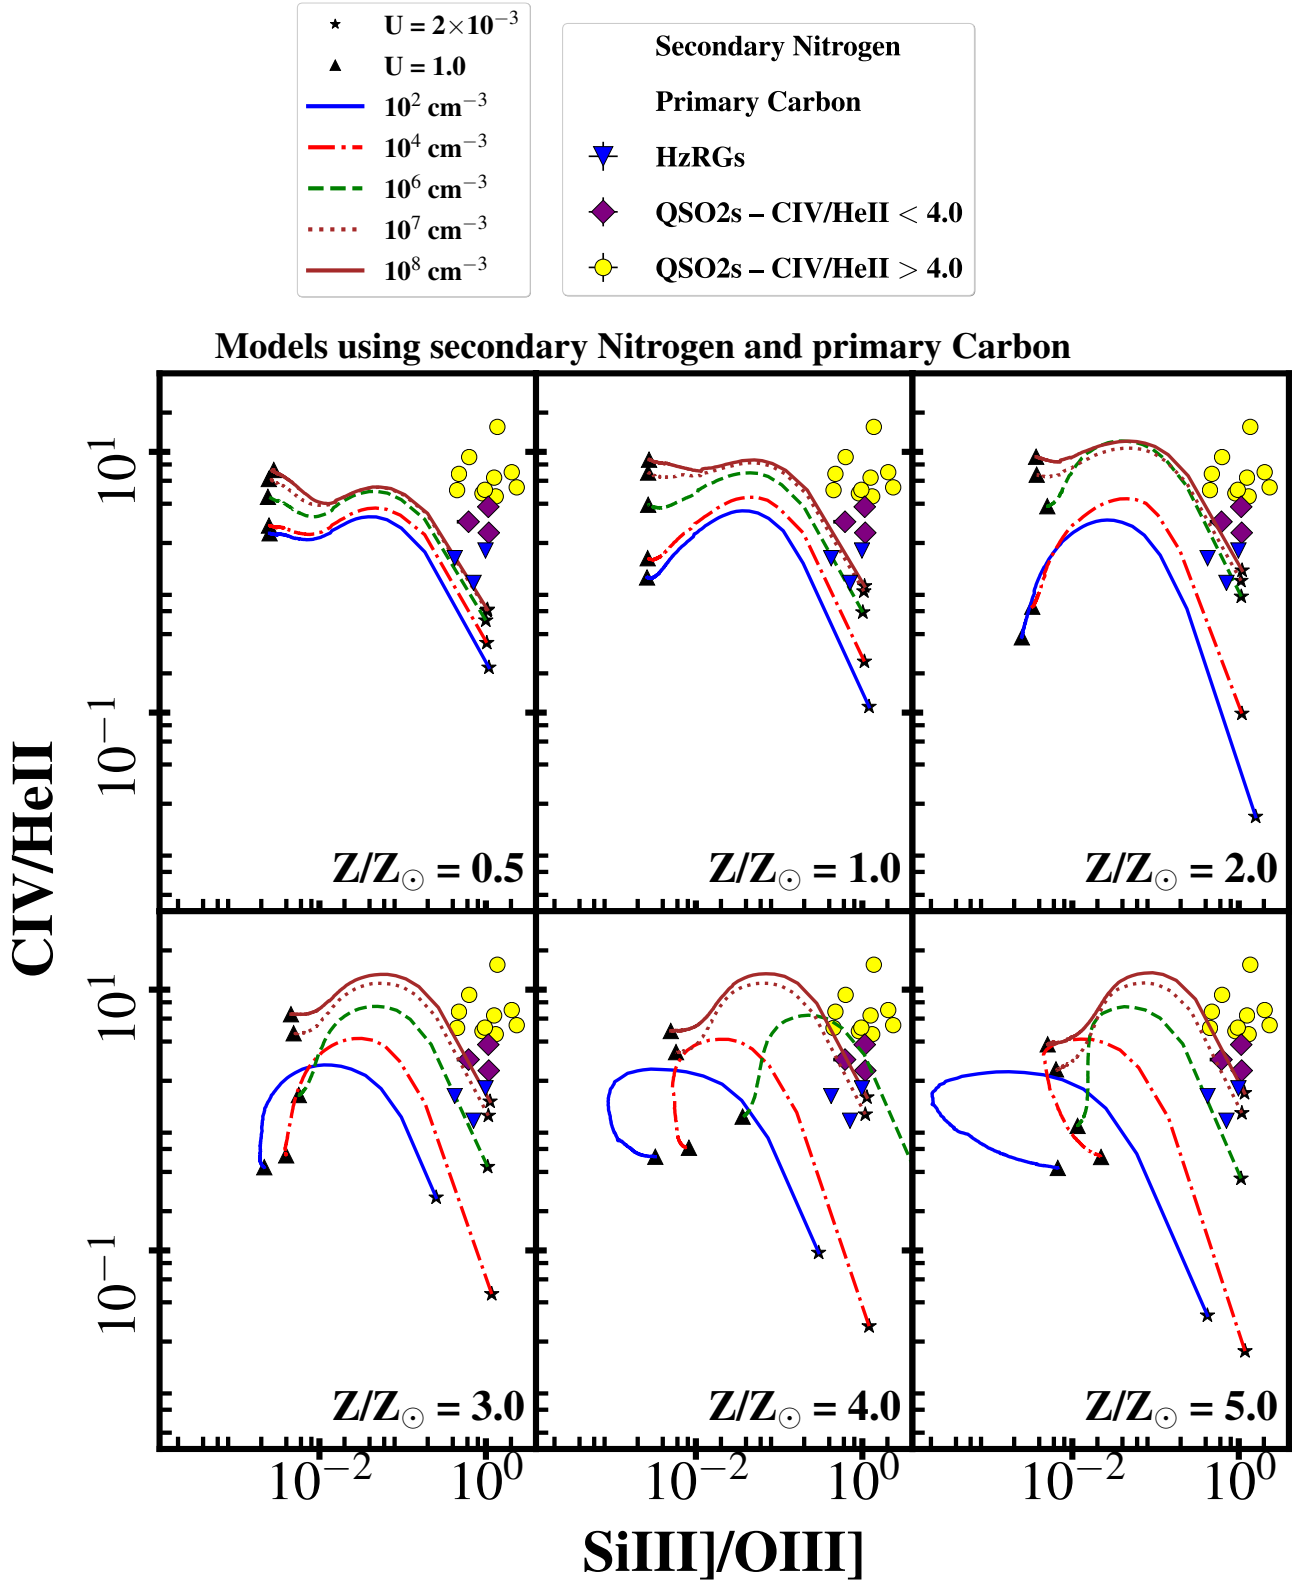 U = 2×10⁻³
U = 1.0
10² cm⁻³
10⁴ cm⁻³
10⁶ cm⁻³
10⁷ cm⁻³
10⁸ cm⁻³
Secondary Nitrogen
Primary Carbon
HzRGs
QSO2s – CIV/HeII < 4.0
QSO2s – CIV/HeII > 4.0
Models using secondary Nitrogen and primary Carbon
10¹
10⁻¹
Z/Z☉ = 0.5
Z/Z☉ = 1.0
Z/Z☉ = 2.0
CIV/HeII
10¹
10⁻¹
Z/Z☉ = 3.0
Z/Z☉ = 4.0
Z/Z☉ = 5.0
10⁻² 10⁰ 10⁻² 10⁰ 10⁻² 10⁰
SiIII]/OIII]